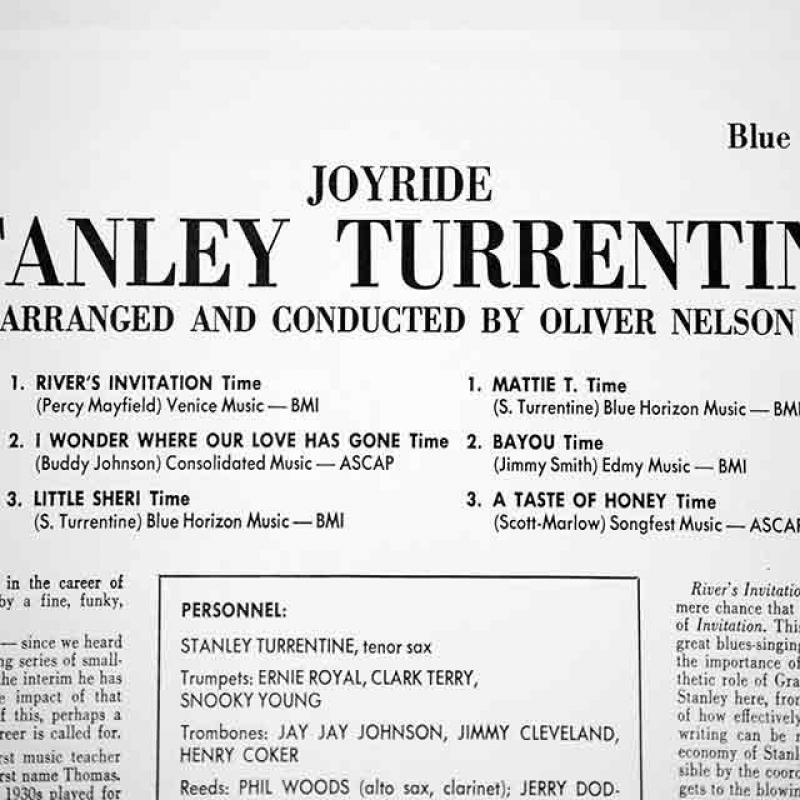 Blue
JOYRIDE
TANLEY TURRENTIN
ARRANGED AND CONDUCTED BY OLIVER NELSON
1. RIVER'S INVITATION Time
(Percy Mayfield) Venice Music — BMI
2. I WONDER WHERE OUR LOVE HAS GONE Time
(Buddy Johnson) Consolidated Music — ASCAP
3. LITTLE SHERI Time
(S. Turrentine) Blue Horizon Music — BMI
1. MATTIE T. Time
(S. Turrentine) Blue Horizon Music — BMI
2. BAYOU Time
(Jimmy Smith) Edmy Music — BMI
3. A TASTE OF HONEY Time
(Scott-Marlow) Songfest Music — ASCAP
in the career of
by a fine, funky,
— since we heard
ng series of small-
he interim he has
e impact of that
f this, perhaps a
reer is called for.
rst music teacher
rst name Thomas.
1930s played for
PERSONNEL:
STANLEY TURRENTINE, tenor sax
Trumpets: ERNIE ROYAL, CLARK TERRY,
SNOOKY YOUNG
Trombones: JAY JAY JOHNSON, JIMMY CLEVELAND,
HENRY COKER
Reeds: PHIL WOODS (alto sax, clarinet); JERRY DOD-
River's Invitatio
mere chance that
of Invitation. This
great blues-singing
the importance of
thetic role of Gra
Stanley here, from
of how effectively
writing can be r
economy of Stanl
sible by the coord
gets to the blowin